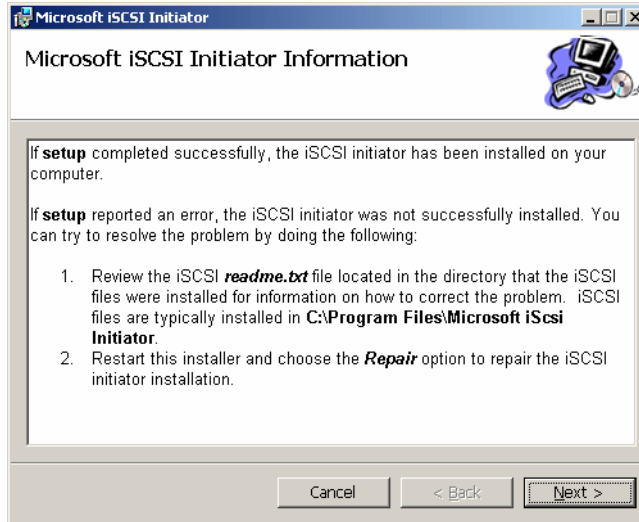 Microsoft iSCSI Initiator
Microsoft iSCSI Initiator Information
If setup completed successfully, the iSCSI initiator has been installed on your
computer.
If setup reported an error, the iSCSI initiator was not successfully installed. You
can try to resolve the problem by doing the following:
1. Review the iSCSI readme.txt file located in the directory that the iSCSI
files were installed for information on how to correct the problem. iSCSI
files are typically installed in C:\Program Files\Microsoft iScsi
Initiator.
2. Restart this installer and choose the Repair option to repair the iSCSI
initiator installation.
Cancel
< Back
Next >